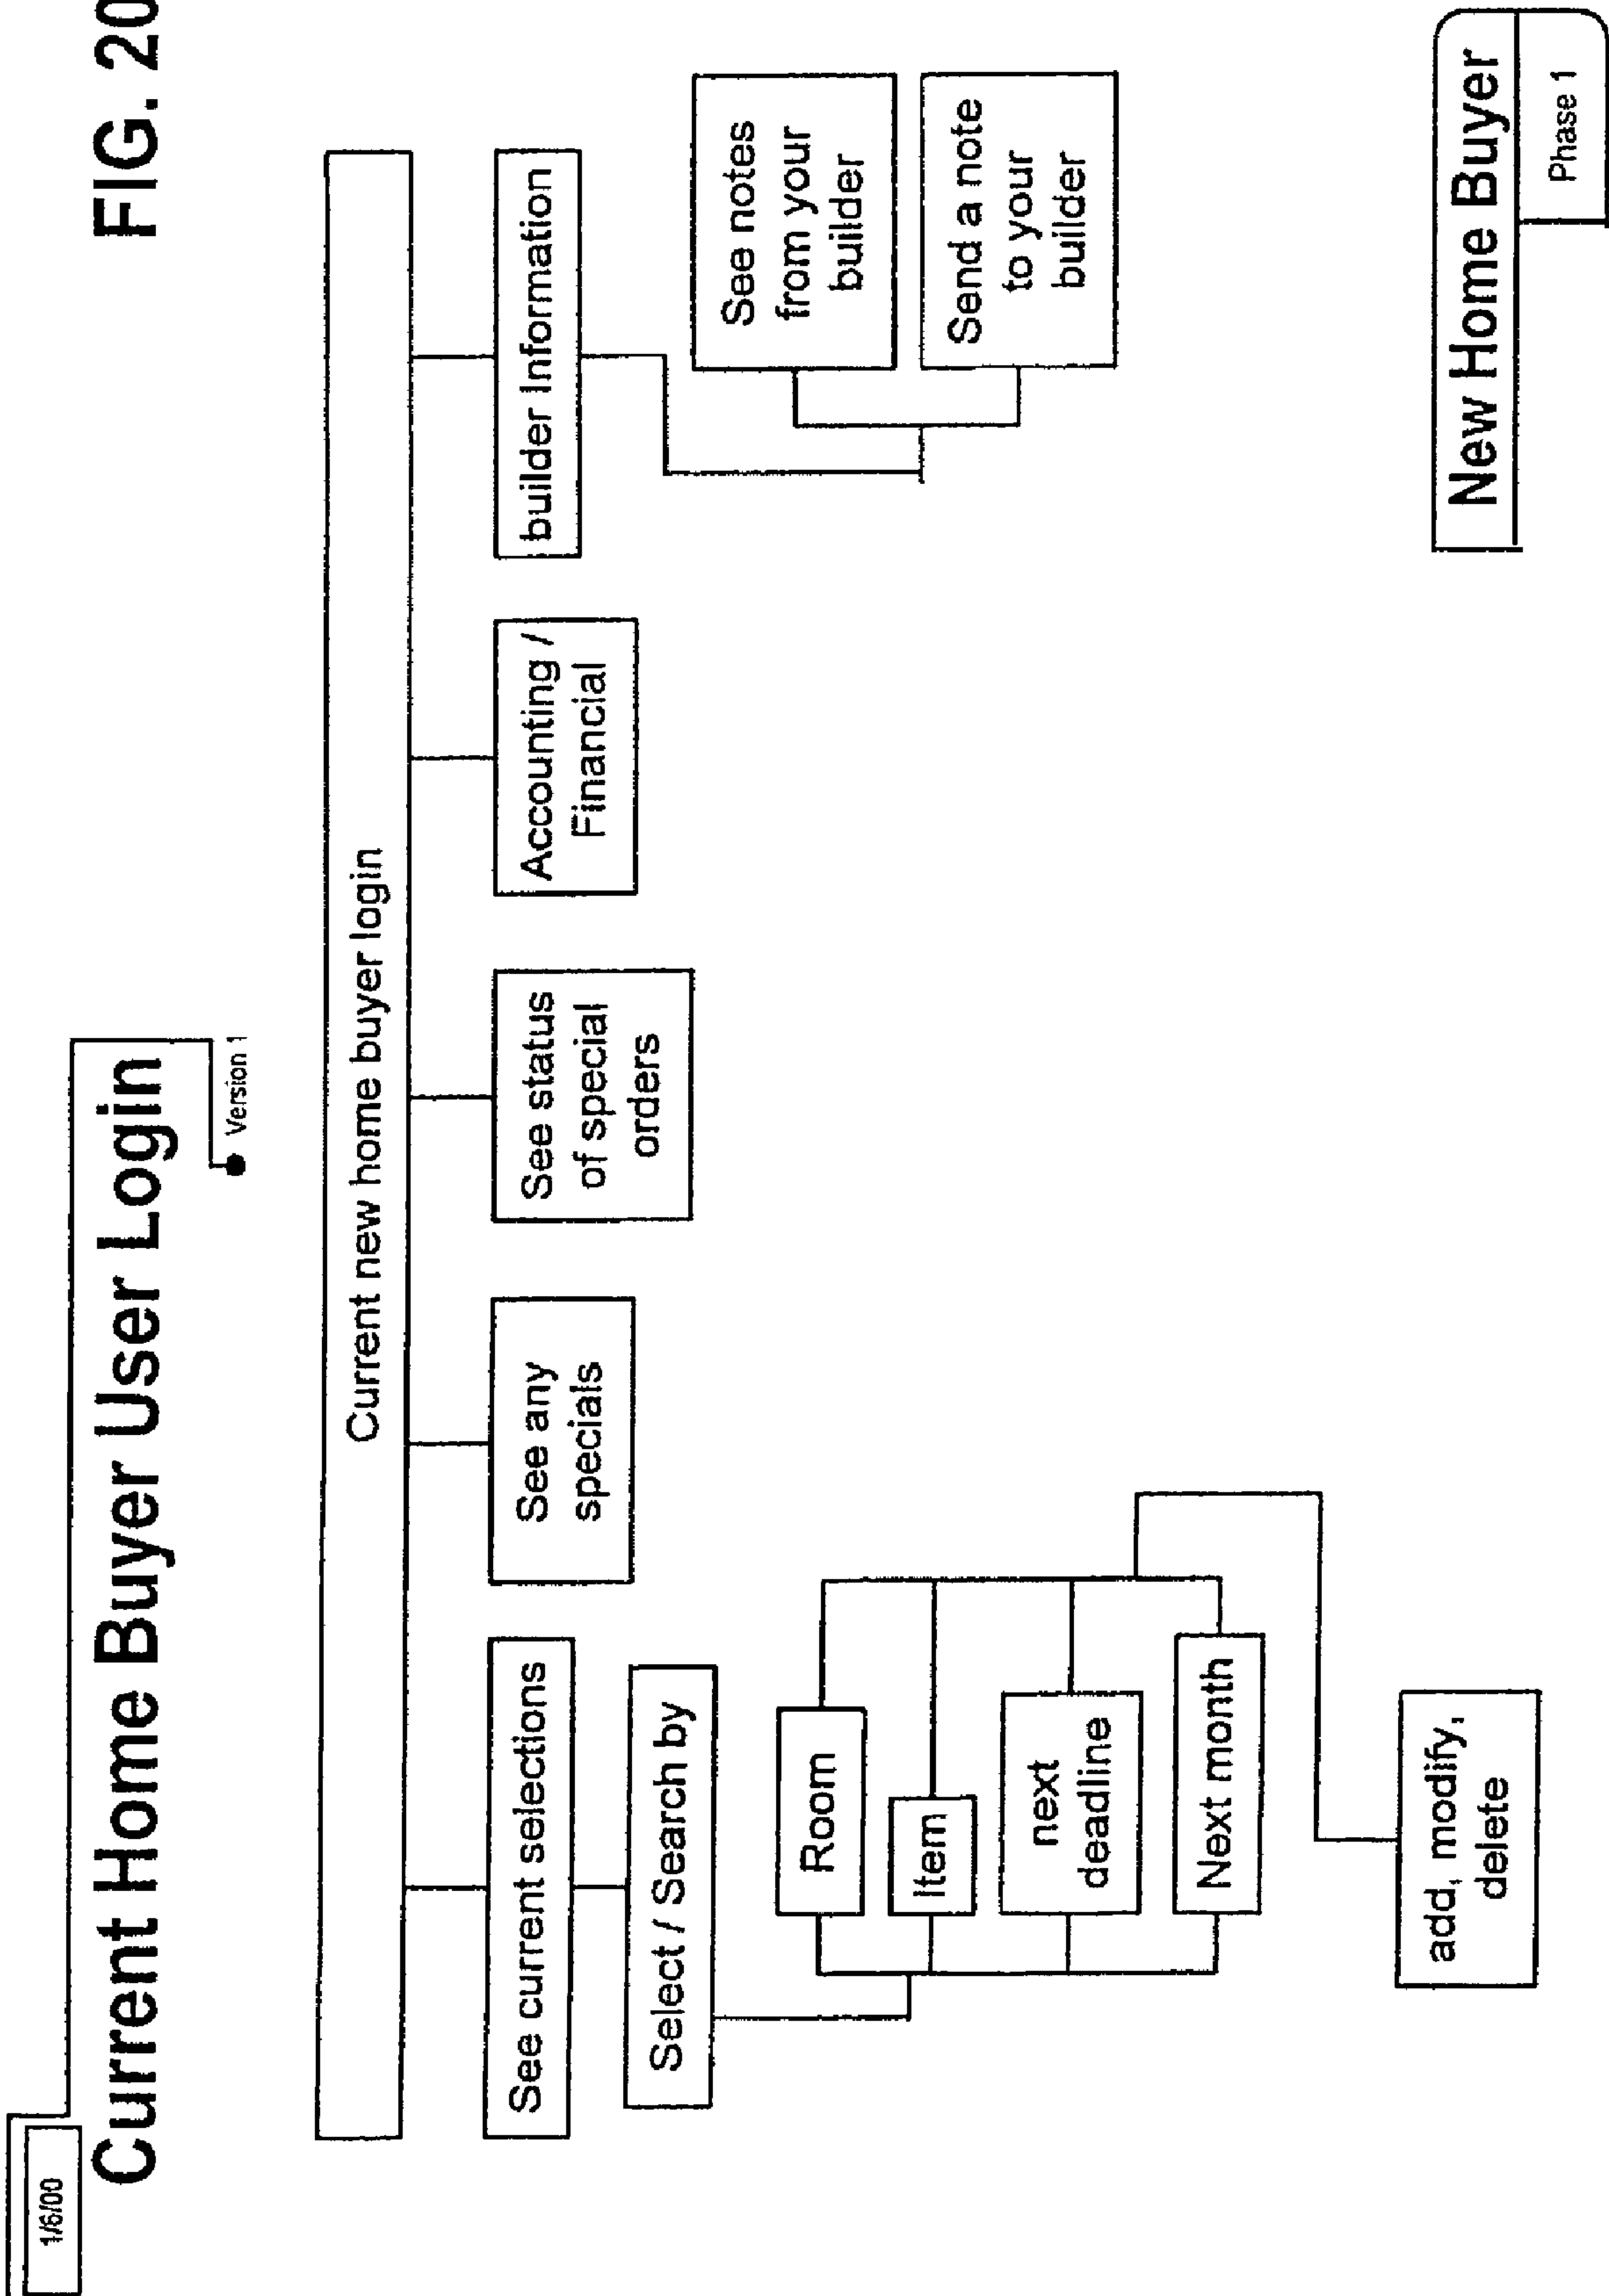 1/6/00
Current Home Buyer User Login
FIG. 20
Version 1
Current new home buyer login
See current selections
Select / Search by
Room
Item
next
deadline
Next month
add, modify,
delete
See any
specials
See status
of special
orders
Accounting /
Financial
builder Information
See notes
from your
builder
Send a note
to your
builder
New Home Buyer
Phase 1